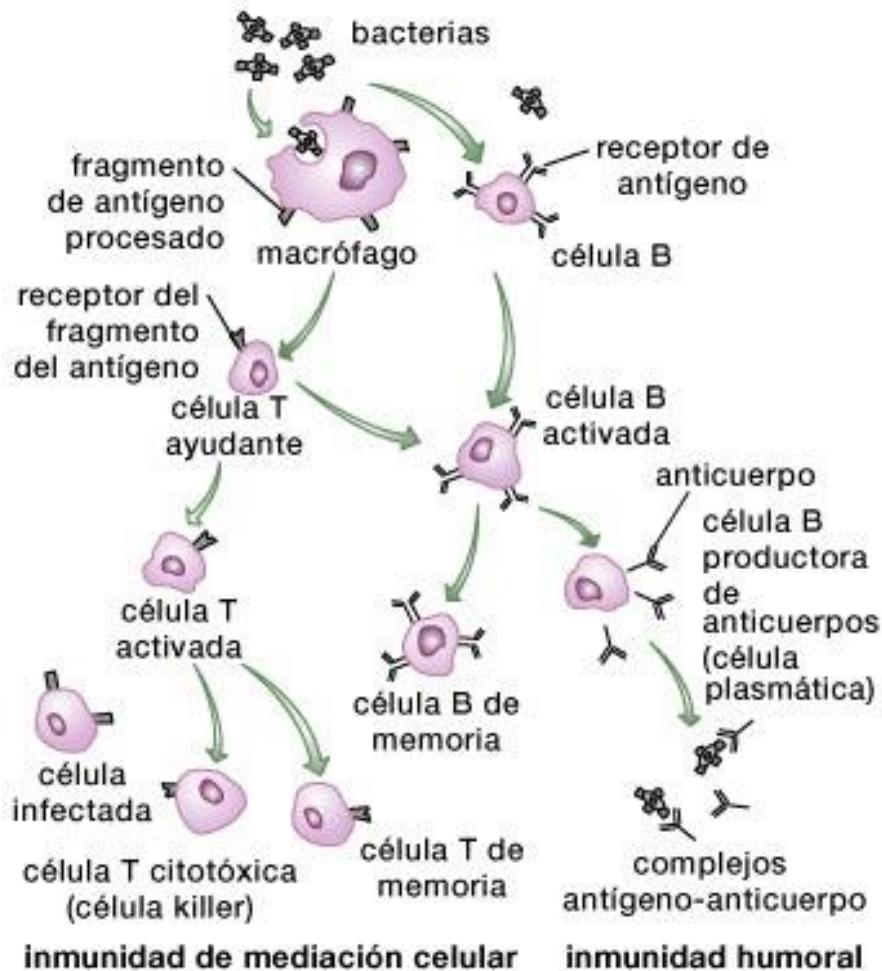 bacterias
fragmento
de antígeno
procesado
macrófago
receptor de
antígeno
célula B
receptor del
fragmento
del antígeno
célula T
ayudante
célula B
activada
anticuerpo
célula B
productora
de
anticuerpos
(célula
plasmática)
célula T
activada
célula B de
memoria
célula
infectada
célula T citotóxica
(célula killer)
célula T de
memoria
complejos
antígeno-anticuerpo
inmunidad de mediación celular
inmunidad humoral